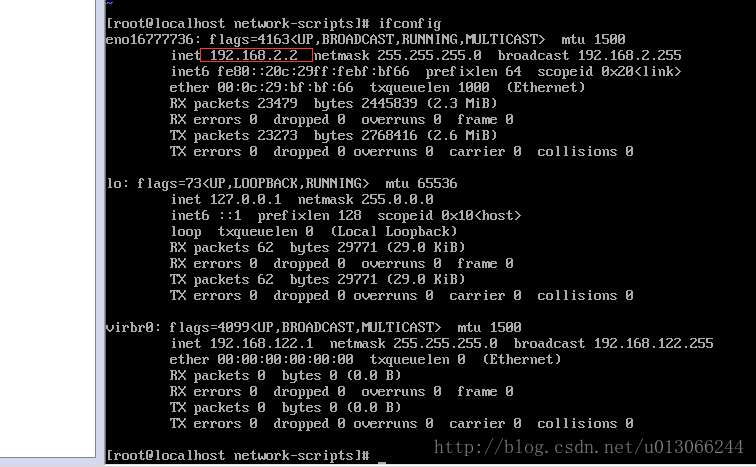 ~
[root@localhost network-scripts]# ifconfig
eno16777736: flags=4163<UP,BROADCAST,RUNNING,MULTICAST>  mtu 1500
        inet 192.168.2.2  netmask 255.255.255.0  broadcast 192.168.2.255
        inet6 fe80::20c:29ff:febf:bf66  prefixlen 64  scopeid 0x20<link>
        ether 00:0c:29:bf:bf:66  txqueuelen 1000  (Ethernet)
        RX packets 23479  bytes 2445839 (2.3 MiB)
        RX errors 0  dropped 0  overruns 0  frame 0
        TX packets 23273  bytes 2768416 (2.6 MiB)
        TX errors 0  dropped 0 overruns 0  carrier 0  collisions 0

lo: flags=73<UP,LOOPBACK,RUNNING>  mtu 65536
        inet 127.0.0.1  netmask 255.0.0.0
        inet6 ::1  prefixlen 128  scopeid 0x10<host>
        loop  txqueuelen 0  (Local Loopback)
        RX packets 62  bytes 29771 (29.0 KiB)
        RX errors 0  dropped 0  overruns 0  frame 0
        TX packets 62  bytes 29771 (29.0 KiB)
        TX errors 0  dropped 0 overruns 0  carrier 0  collisions 0

virbr0: flags=4099<UP,BROADCAST,MULTICAST>  mtu 1500
        inet 192.168.122.1  netmask 255.255.255.0  broadcast 192.168.122.255
        ether 00:00:00:00:00:00  txqueuelen 0  (Ethernet)
        RX packets 0  bytes 0 (0.0 B)
        RX errors 0  dropped 0  overruns 0  frame 0
        TX packets 0  bytes 0 (0.0 B)
        TX errors 0  dropped 0 overruns 0  carrier 0  collisions 0

[root@localhost network-scripts]# _
http://blog.csdn.net/u013066244